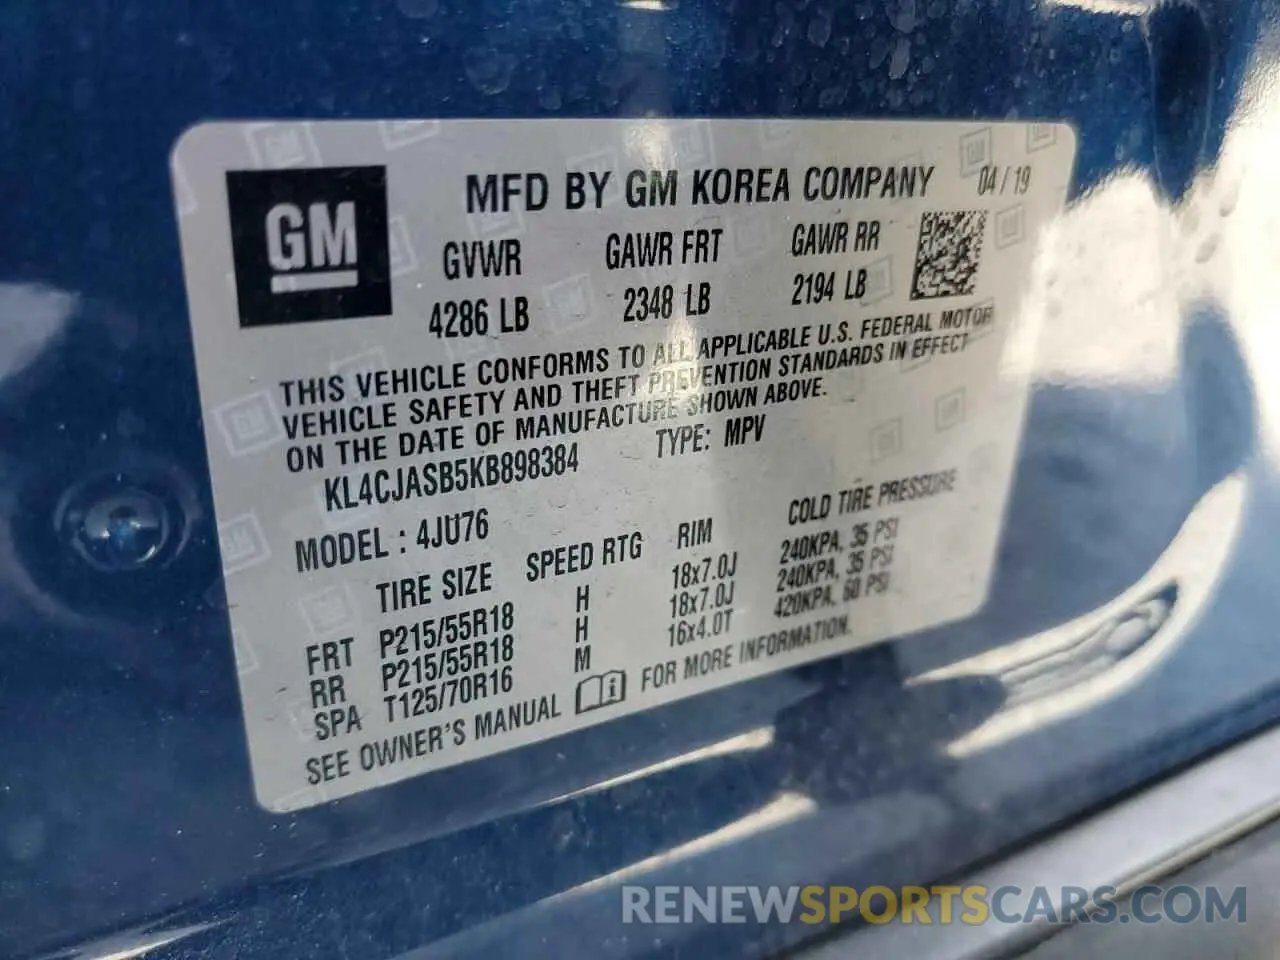 GM
MFD BY GM KOREA COMPANY 04/19
GVWR GAWR FRT GAWR RR
4286 LB 2348 LB 2194 LB
THIS VEHICLE CONFORMS TO ALL APPLICABLE U.S. FEDERAL MOTOR
VEHICLE SAFETY AND THEFT PREVENTION STANDARDS IN EFFECT
ON THE DATE OF MANUFACTURE SHOWN ABOVE.
KL4CJASB5KB898384 TYPE: MPV
MODEL : 4JU76
TIRE SIZE SPEED RTG RIM COLD TIRE PRESSURE
FRT P215/55R18 H 18x7.0J 240KPA, 35 PSI
RR P215/55R18 H 18x7.0J 240KPA, 35 PSI
SPA T125/70R16 M 16x4.0T 420KPA, 60 PSI
SEE OWNER'S MANUAL i FOR MORE INFORMATION.
RENEWSPORTSCARS.COM